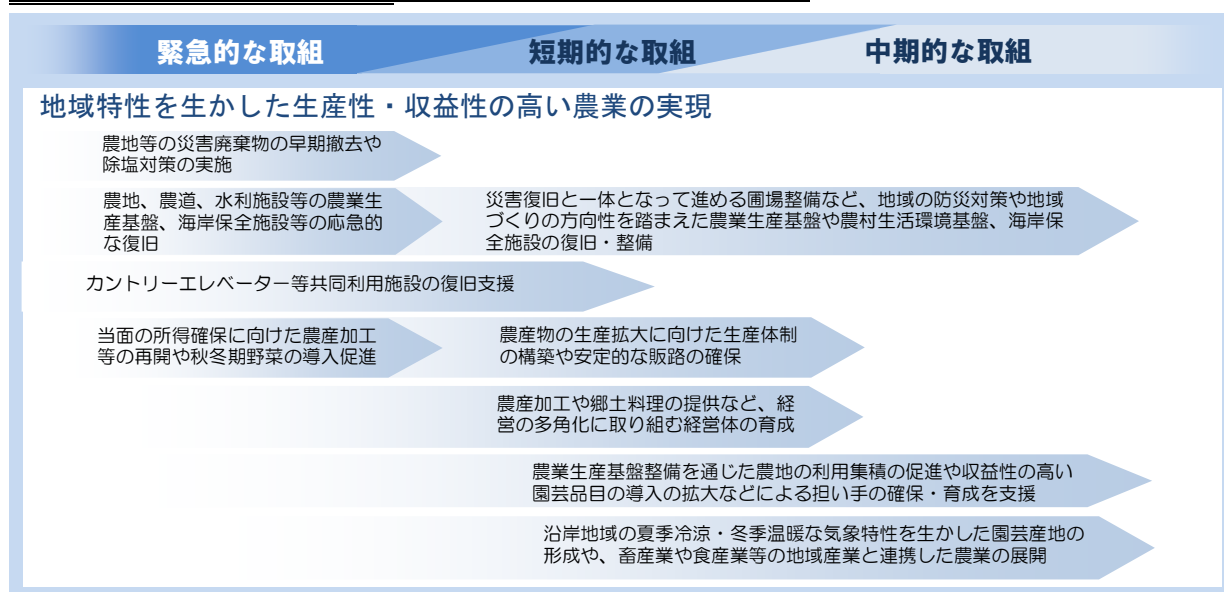 緊急的な取組
短期的な取組
中期的な取組
地域特性を生かした生産性・収益性の高い農業の実現
農地等の災害廃棄物の早期撤去や
除塩対策の実施
農地、農道、水利施設等の農業生
産基盤、海岸保全施設等の応急的
な復旧
災害復旧と一体となって進める圃場整備など、地域の防災対策や地域
づくりの方向性を踏まえた農業生産基盤や農村生活環境基盤、海岸保
全施設の復旧・整備
カントリーエレベーター等共同利用施設の復旧支援
当面の所得確保に向けた農産加工
等の再開や秋冬期野菜の導入促進
農産物の生産拡大に向けた生産体制
の構築や安定的な販路の確保
農産加工や郷土料理の提供など、経
営の多角化に取り組む経営体の育成
農業生産基盤整備を通じた農地の利用集積の促進や収益性の高い
園芸品目の導入の拡大などによる担い手の確保・育成を支援
沿岸地域の夏季冷涼・冬季温暖な気象特性を生かした園芸産地の
形成や、畜産業や食産業等の地域産業と連携した農業の展開